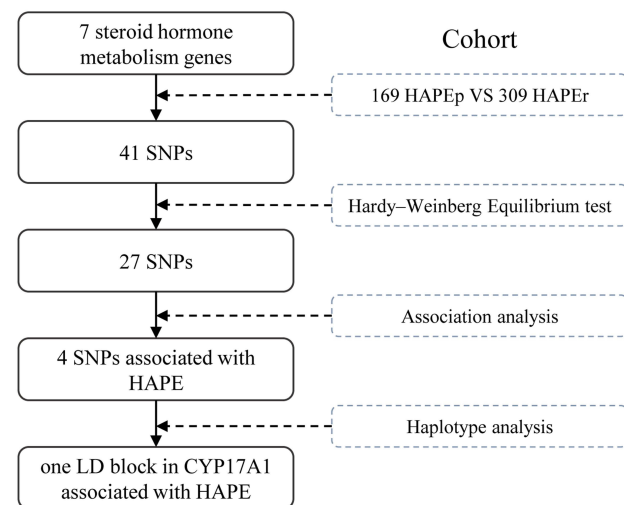 7 steroid hormone
metabolism genes
Cohort
169 HAPEp VS 309 HAPEr
41 SNPs
Hardy–Weinberg Equilibrium test
27 SNPs
Association analysis
4 SNPs associated with
HAPE
Haplotype analysis
one LD block in CYP17A1
associated with HAPE